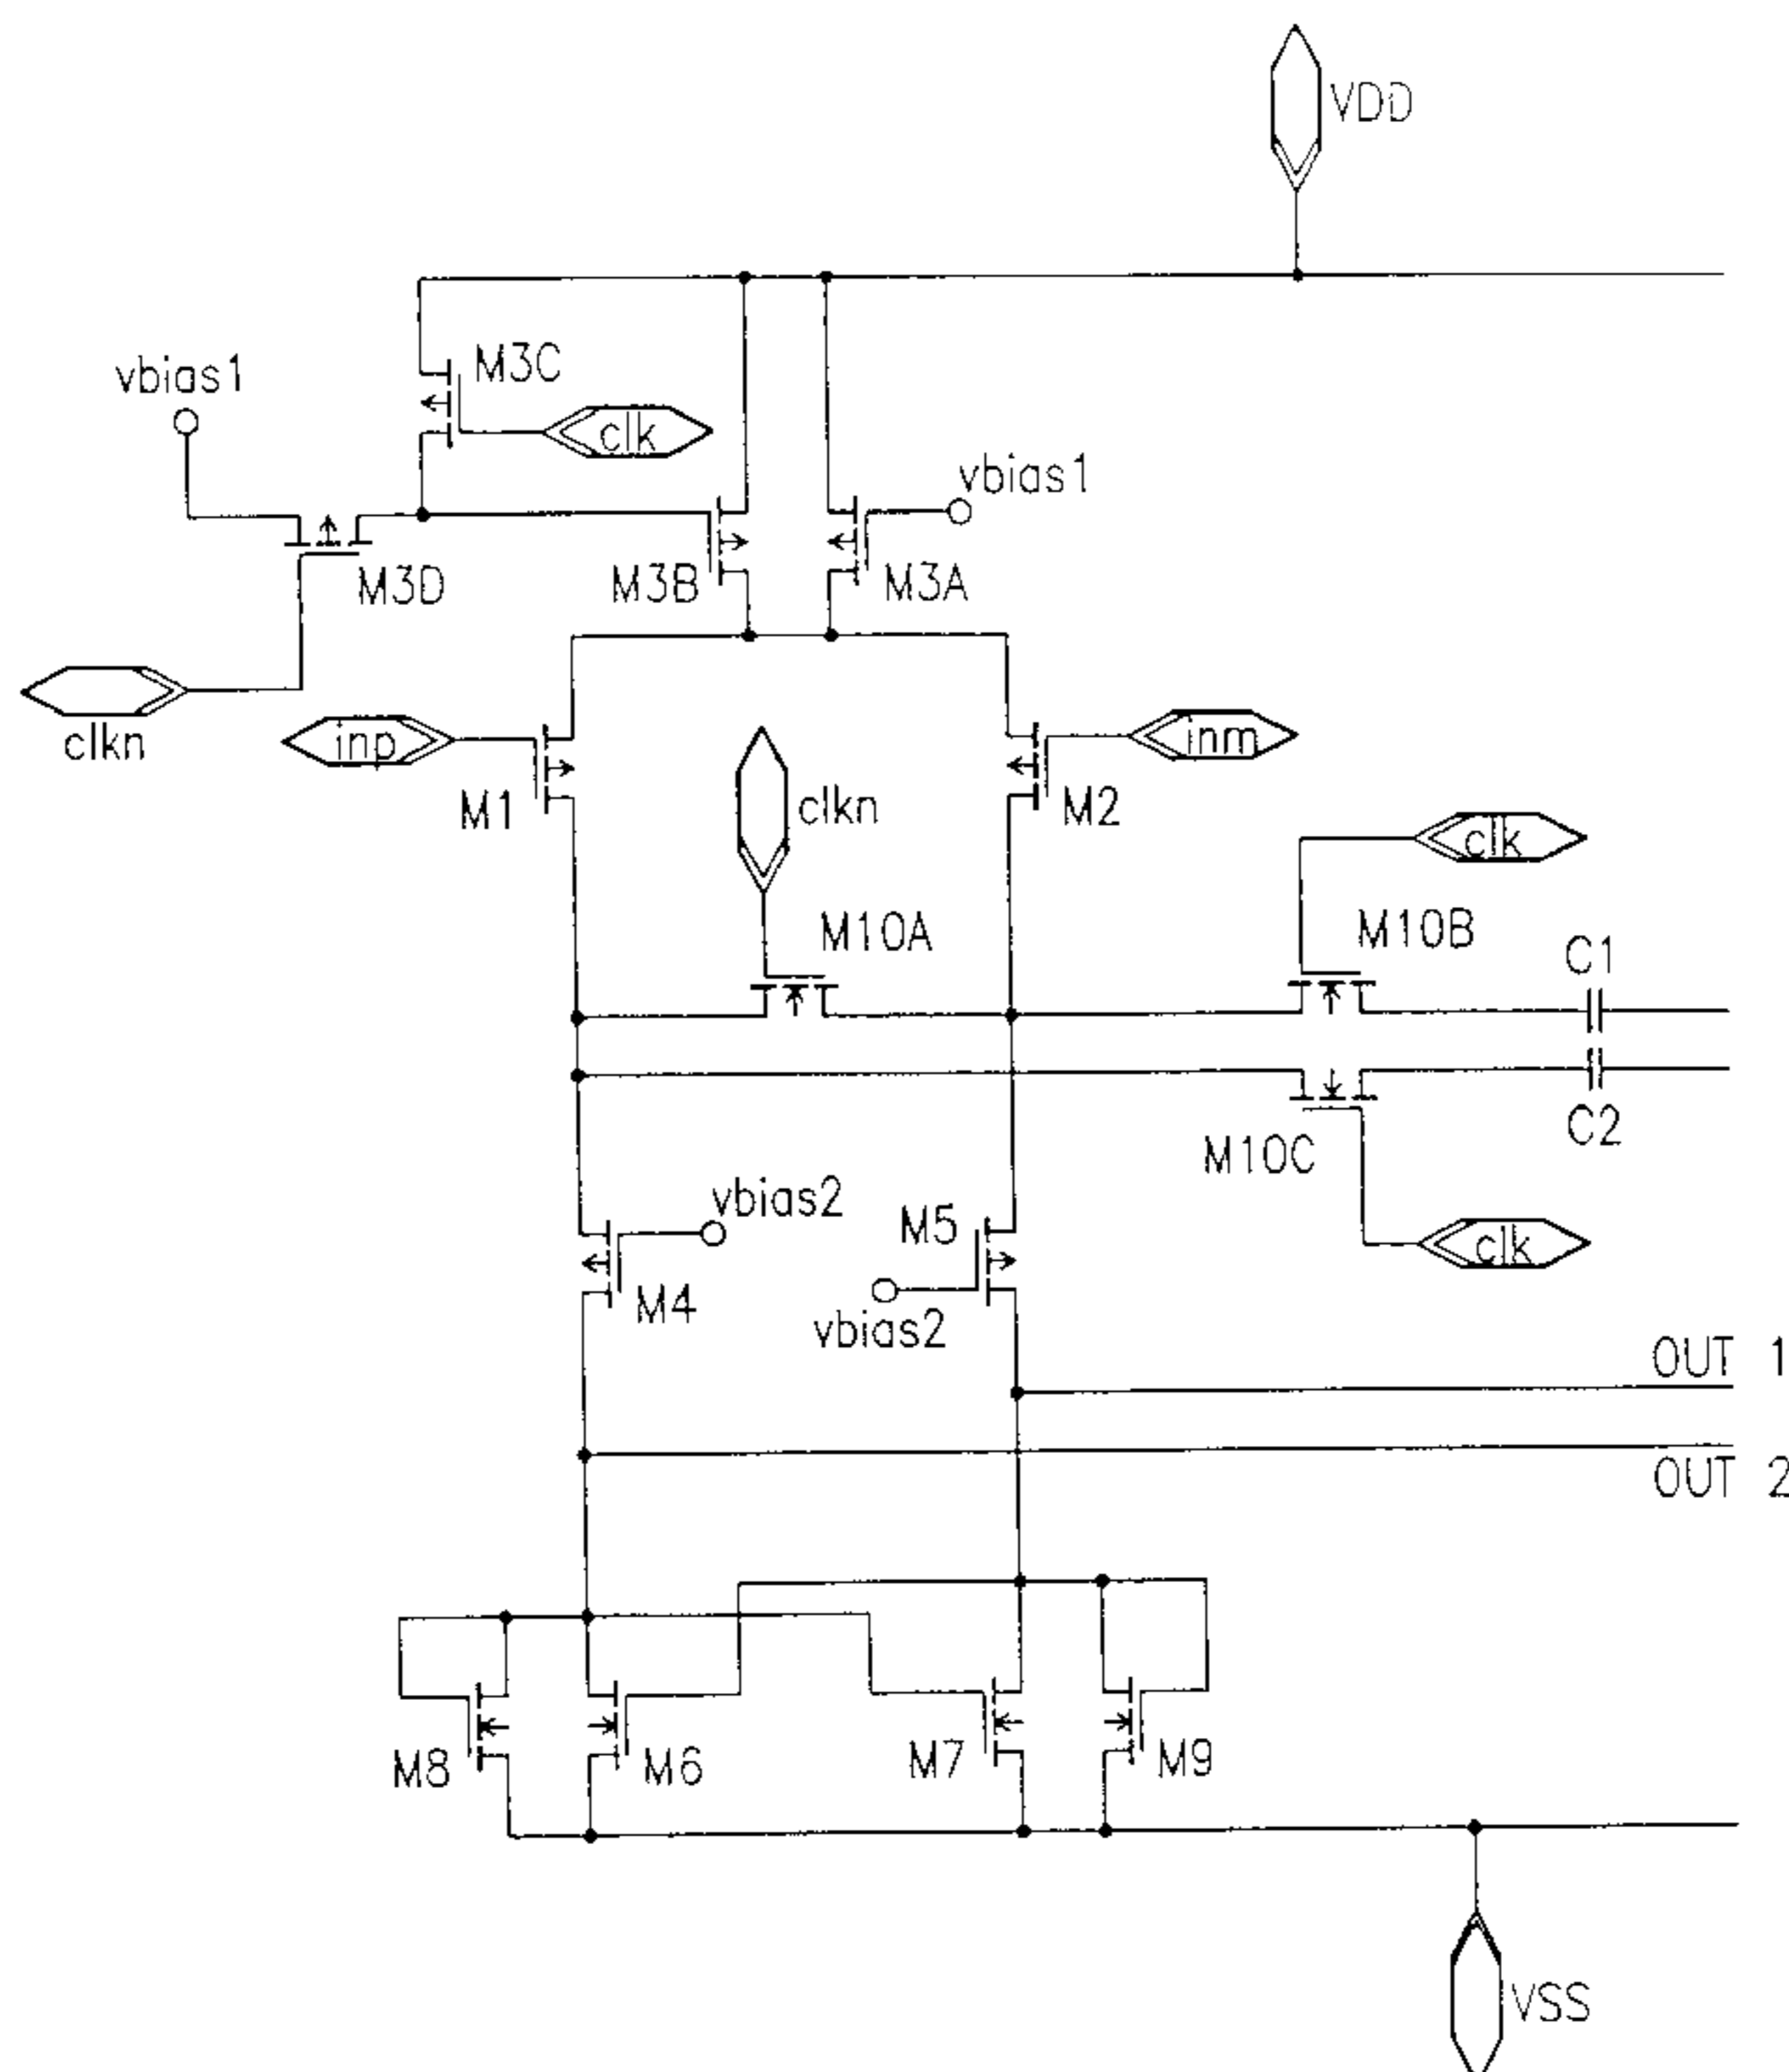 VDD
M3C
vbias1
clk
vbias1
M3D
M3B
M3A
clkn
inp
inm
M1
clkn
M2
clk
M10A
M10B
C1
C2
M10C
vbias2
M5
clk
M4
vbias2
OUT 1
OUT 2
M8
M6
M7
M9
VSS